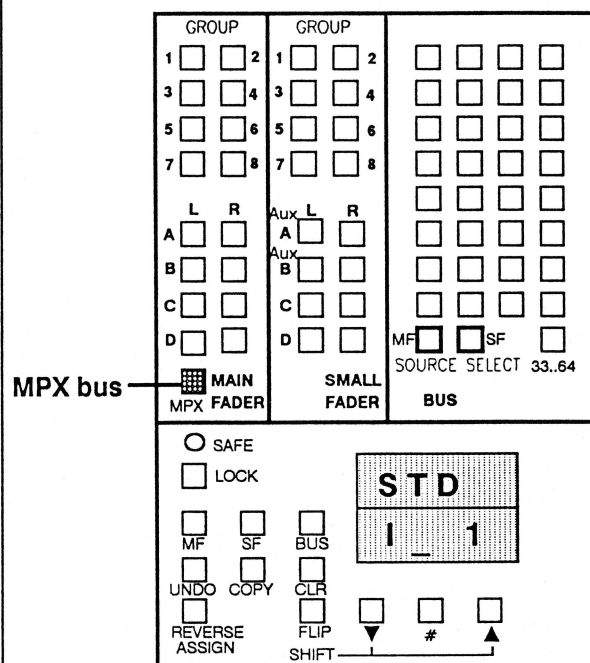 GROUP GROUP
1 2 1 2
3 4 3 4
5 6 5 6
7 8 7 8
L R Aux L R
A A
Aux
B B
C C
D D
MF SF
SOURCE SELECT 33..64
MPX bus MAIN SMALL
MPX FADER FADER BUS
SAFE
LOCK
STD
I_ 1
MF SF BUS
UNDO COPY CLR
REVERSE FLIP ▼ # ▲
ASSIGN
SHIFT